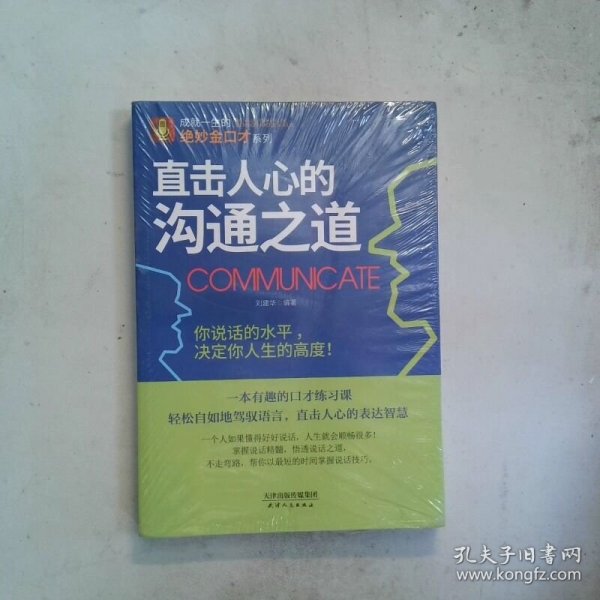 成就一生的
绝妙金口才系列
直击人心的
沟通之道
COMMUNICATE
刘建华 编著
你说话的水平，
决定你人生的高度！
一本有趣的口才练习课
轻松自如地驾驭语言，直击人心的表达智慧
一个人如果懂得好好说话，人生就会顺畅很多！
掌握说话精髓，悟透说话之道，
不走弯路，帮你以最短的时间掌握说话技巧。
天津出版传媒集团
天津人民出版社
孔夫子旧书网
www.kongfz.com